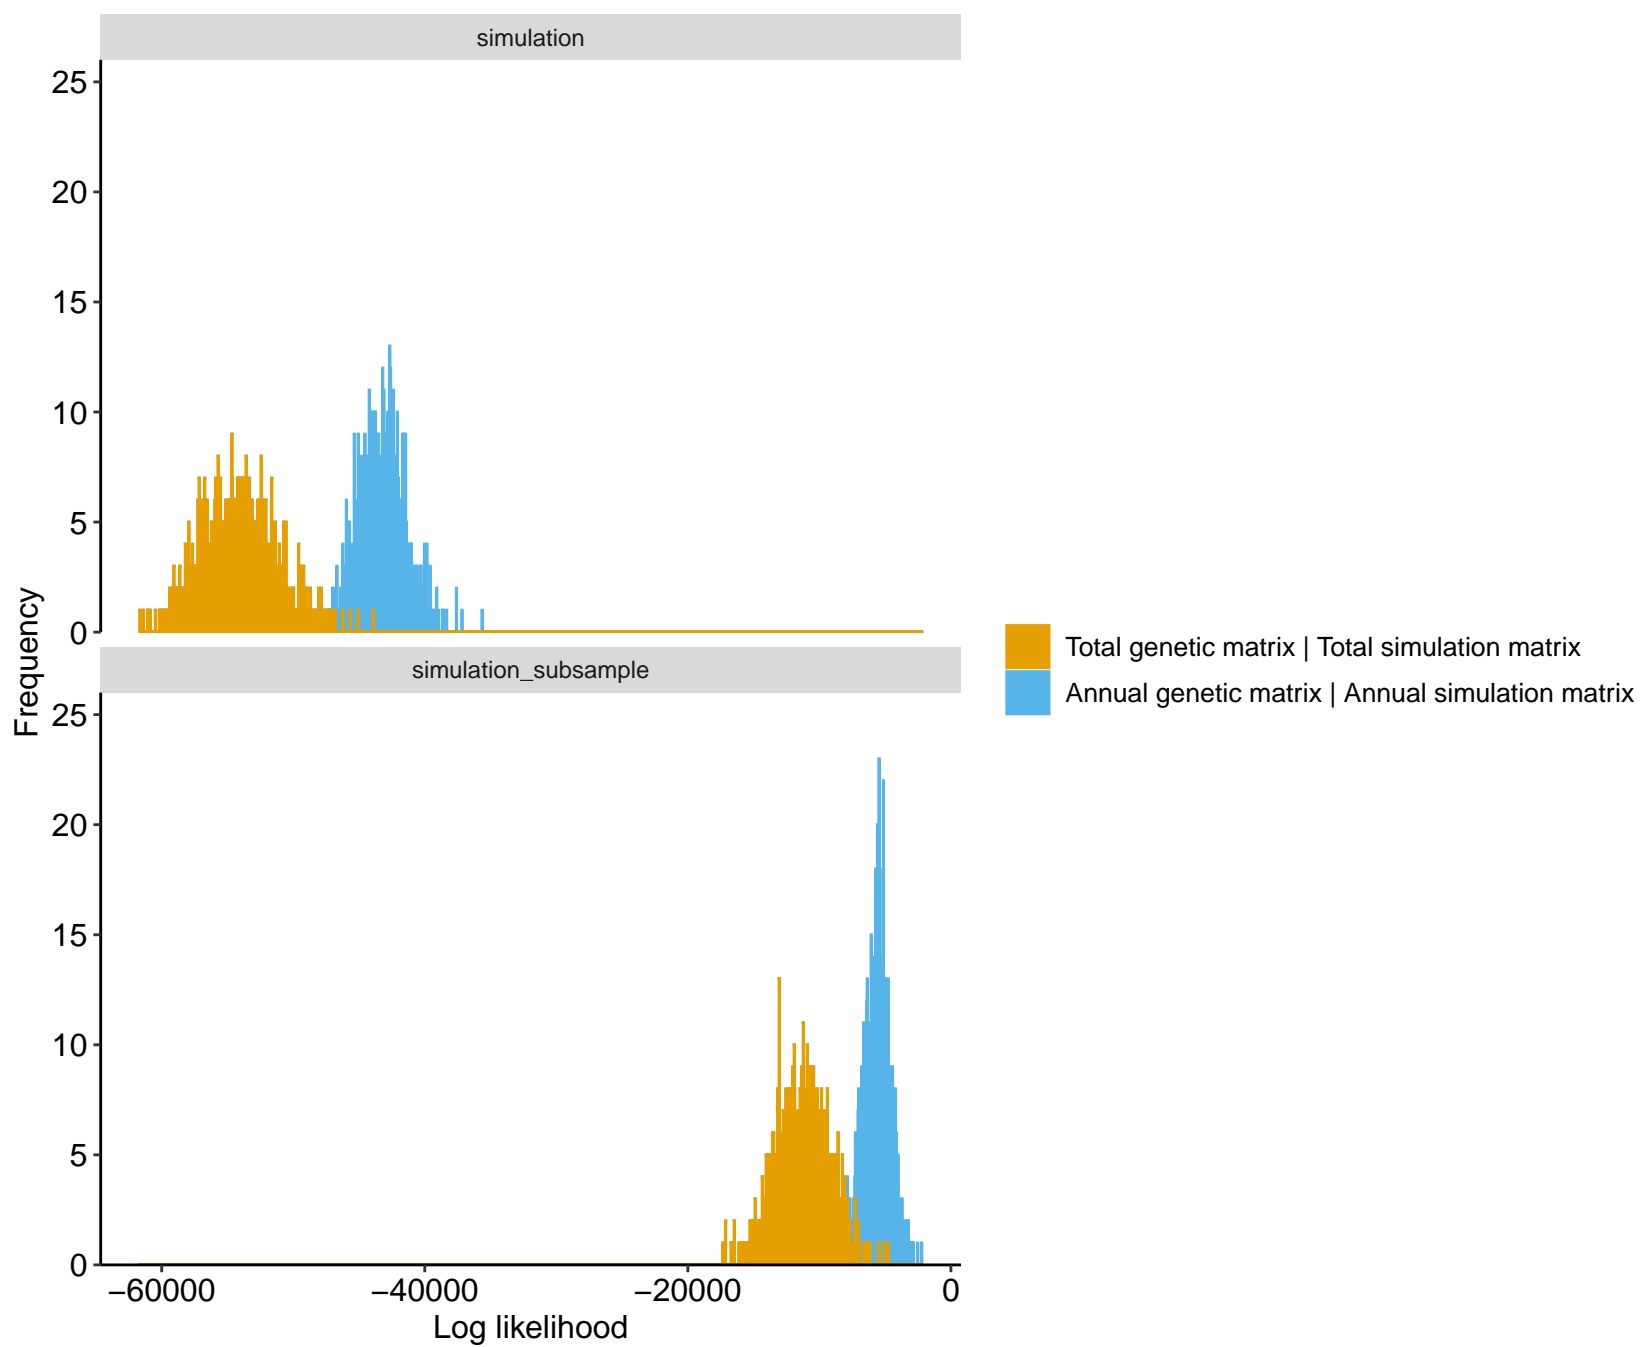 simulation
25
20
15
10
5
0
simulation_subsample
25
20
15
10
5
0
−60000 −40000 −20000 0
Log likelihood
Frequency
Total genetic matrix | Total simulation matrix
Annual genetic matrix | Annual simulation matrix